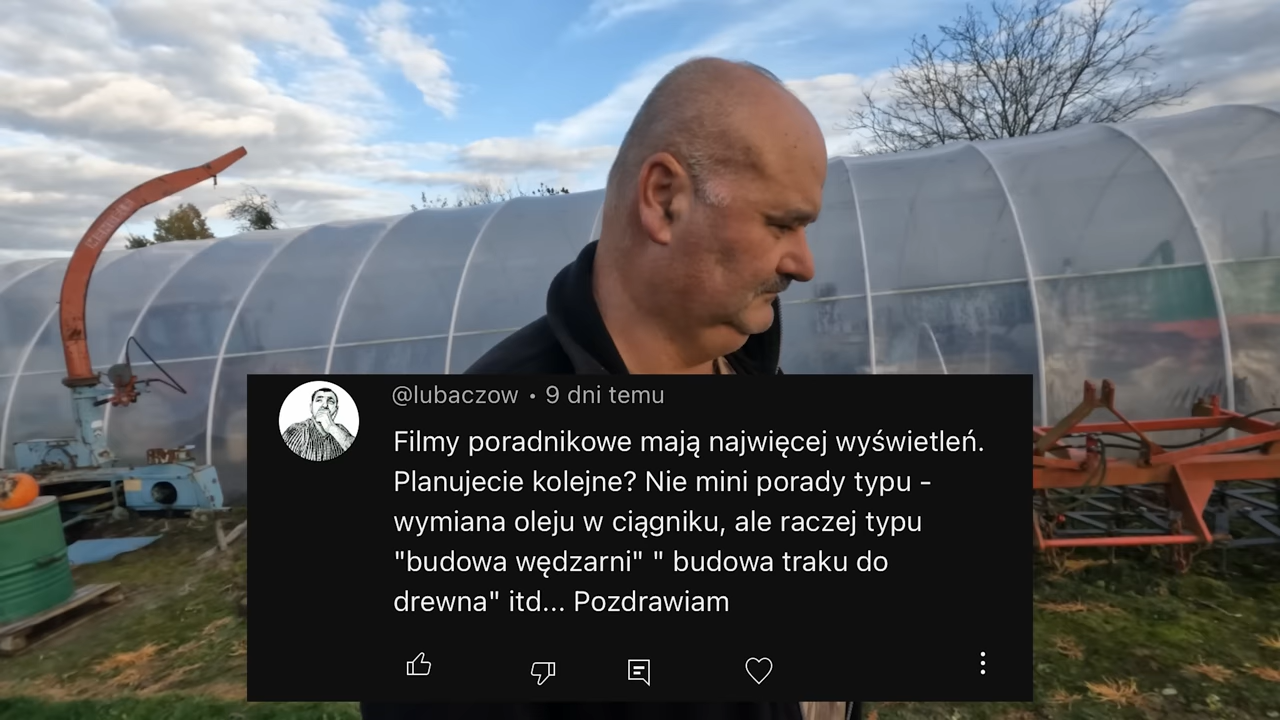 @lubaczow • 9 dni temu
Filmy poradnikowe mają najwięcej wyświetleń.
Planujecie kolejne? Nie mini porady typu -
wymiana oleju w ciągniku, ale raczej typu
"budowa wędzarni" " budowa traku do
drewna" itd... Pozdrawiam